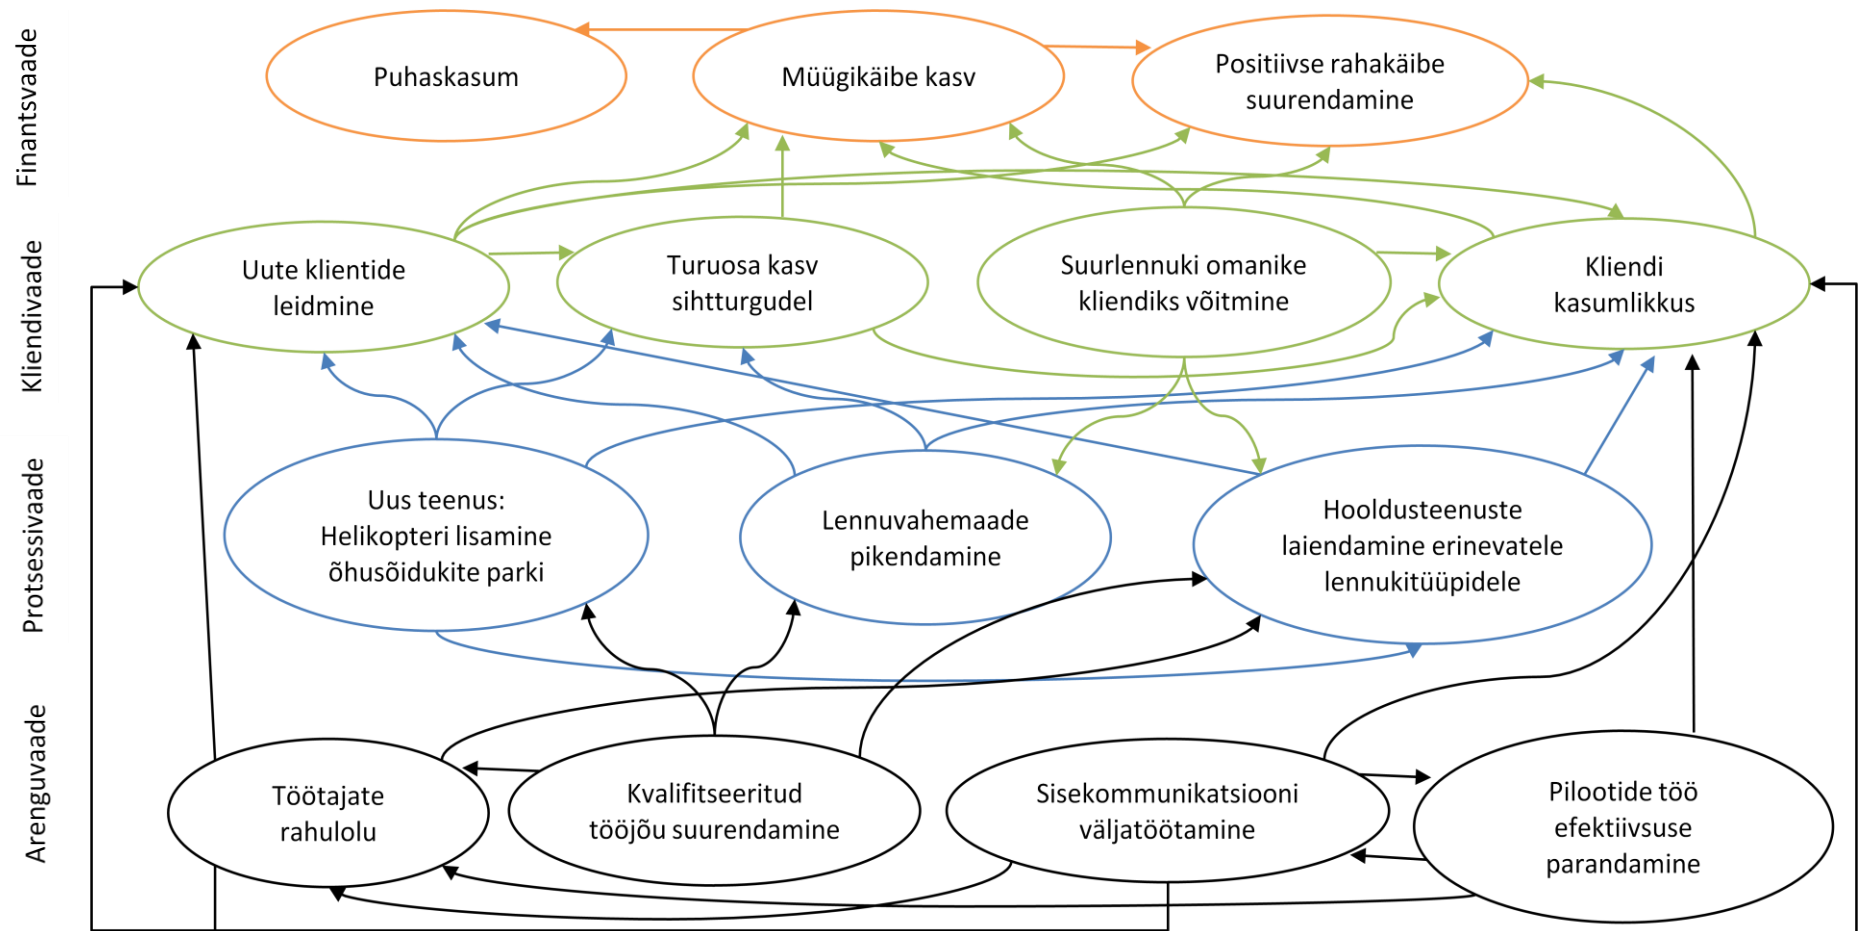 Finantsvaade
Puhaskasum
Müügikäibe kasv
Positiivse rahakäibe
suurendamine
Kliendivaade
Uute klientide
leidmine
Turuosa kasv
sihtturgudel
Suurlennuki omanike
kliendiks võitmine
Kliendi
kasumlikkus
Protsessivaade
Uus teenus:
Helikopteri lisamine
õhusõidukite parki
Lennuvahemaade
pikendamine
Hooldusteenuste
laiendamine erinevatele
lennukitüüpidele
Arenguvaade
Töötajate
rahulolu
Kvalifitseeritud
tööjõu suurendamine
Sisekommunikatsiooni
väljatöötamine
Pilootide töö
efektiivsuse
parandamine